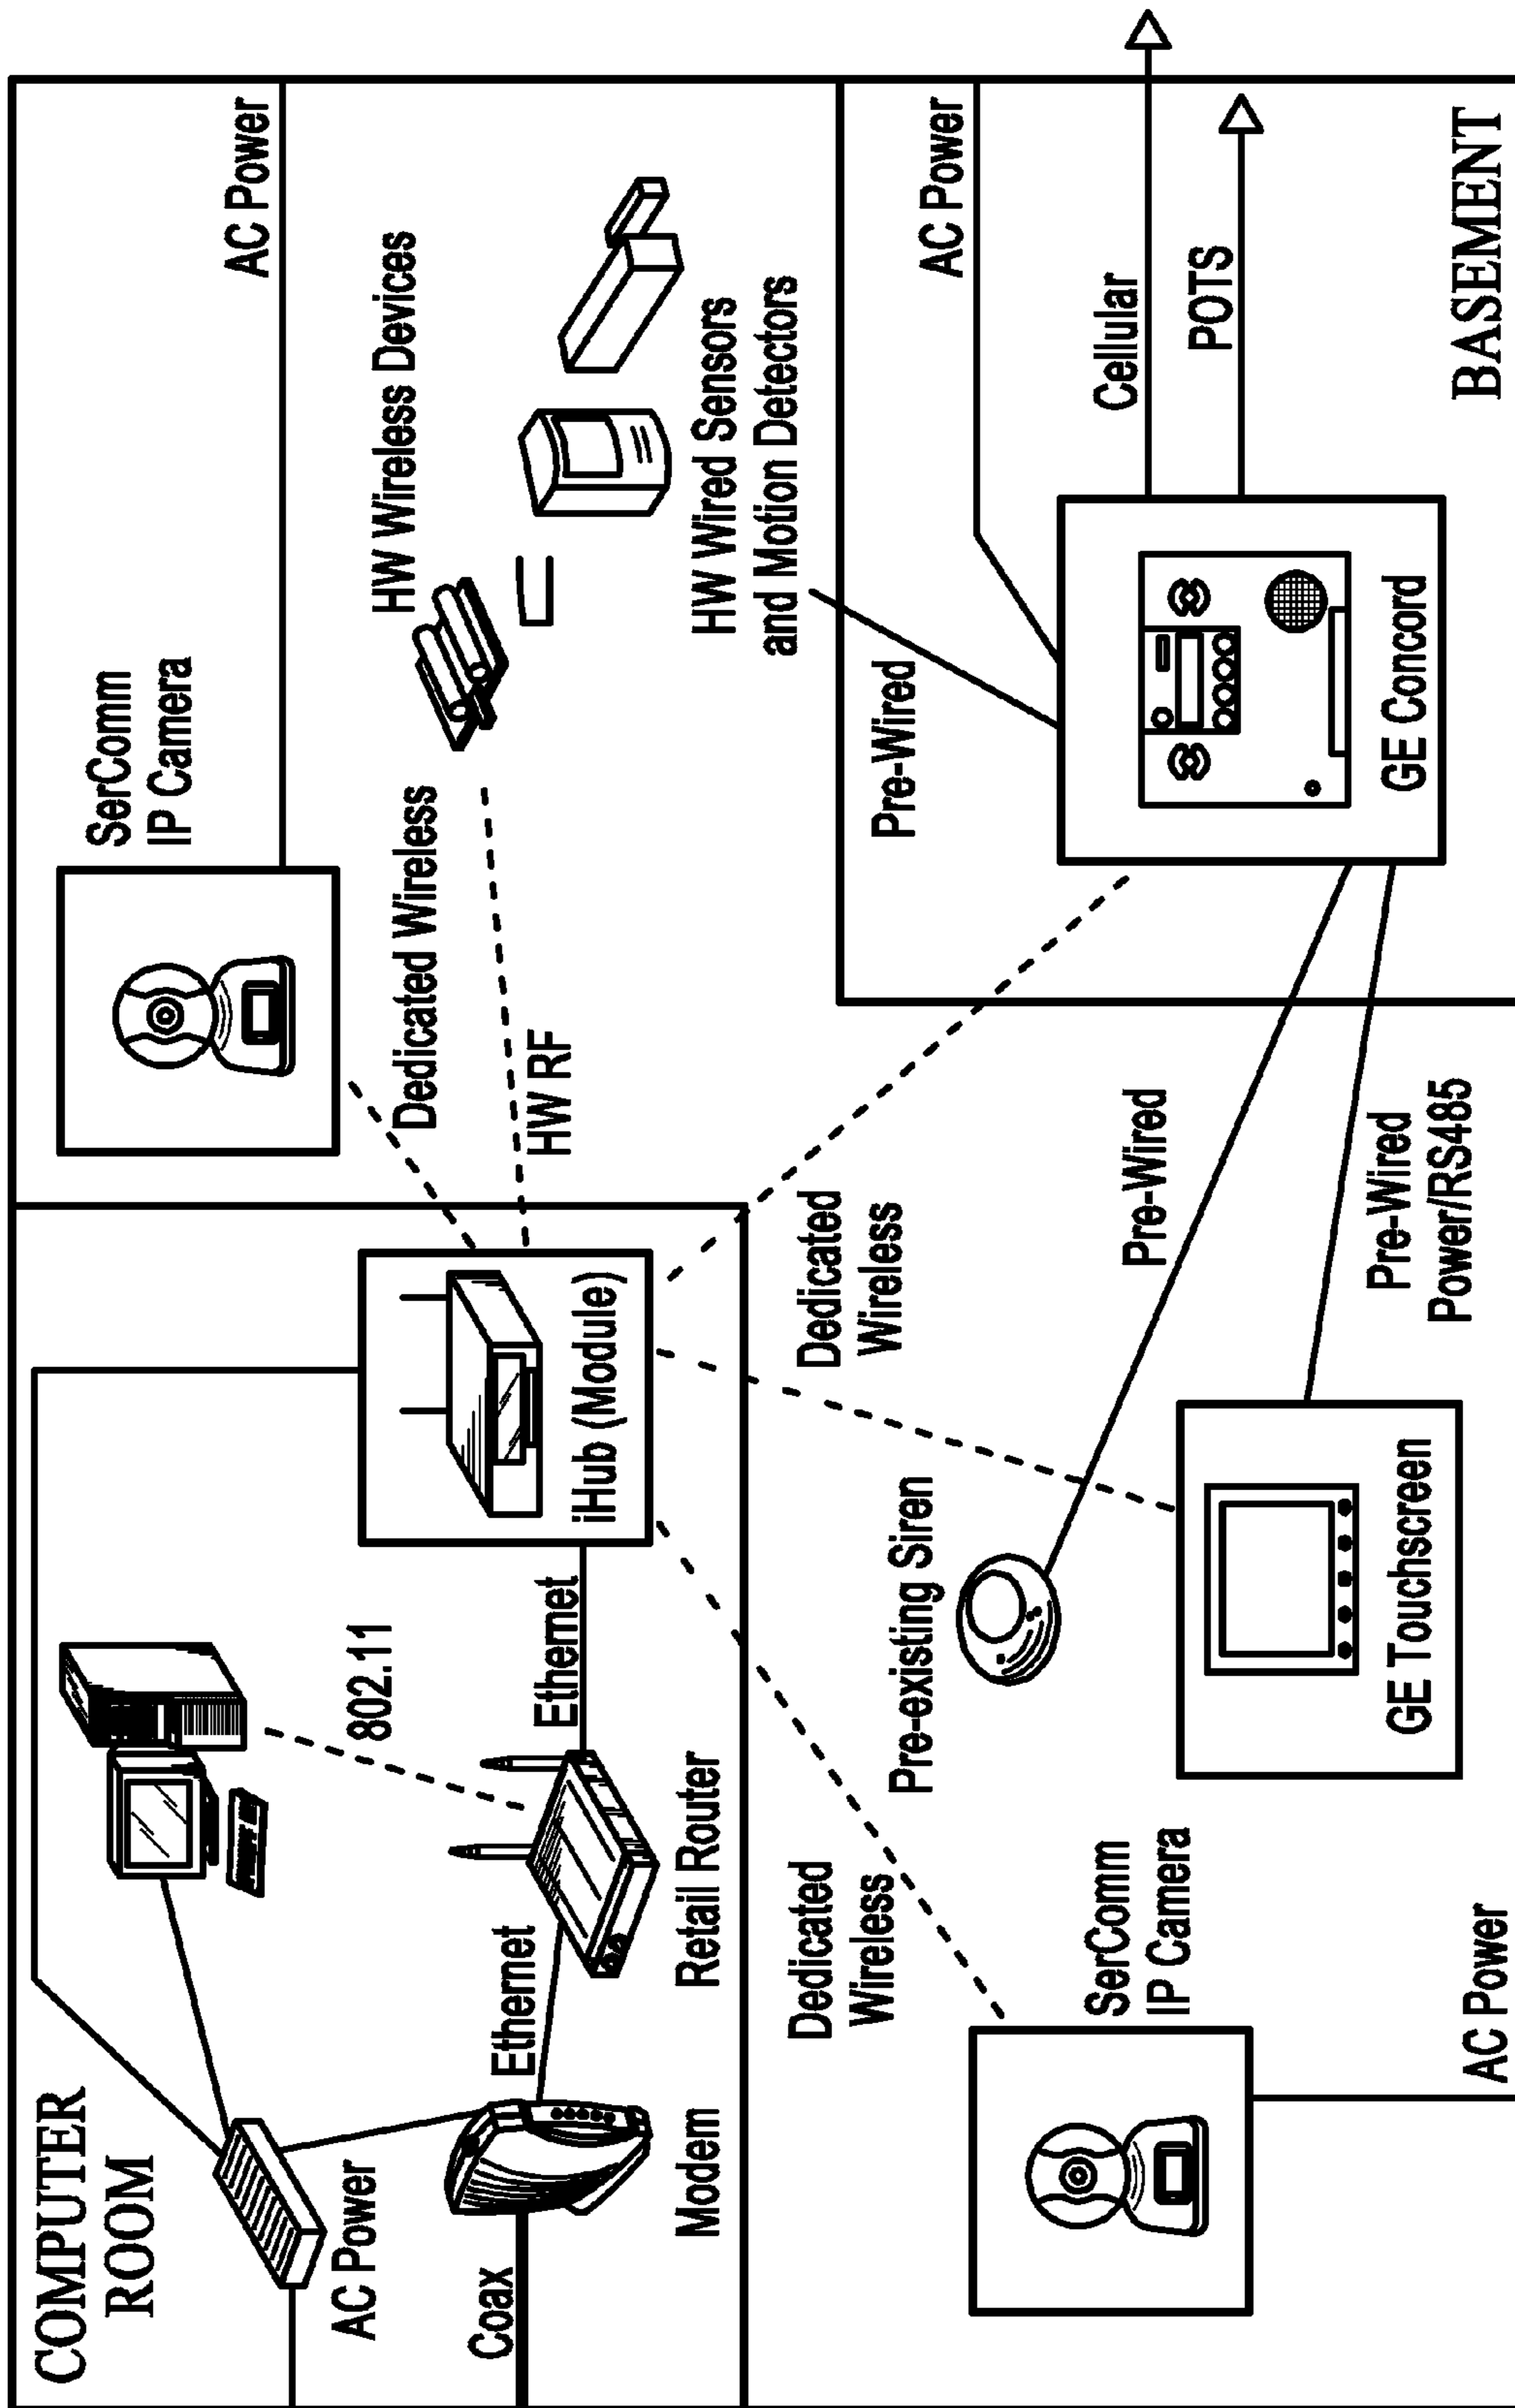 COMPUTER
ROOM
AC Power
Coax
Modem
Ethernet
Retail Router
802.11
Ethernet
iHub (Module)
SerComm
IP Camera
AC Power
Dedicated Wireless
HW RF
HW Wireless Devices
HW Wired Sensors
and Motion Detectors
Dedicated
Wireless
SerComm
IP Camera
AC Power
Pre-existing Siren
GE Touchscreen
Dedicated
Wireless
Pre-Wired
Pre-Wired
Power/RS485
Pre-Wired
AC Power
Cellular
POTS
GE Concord
BASEMENT